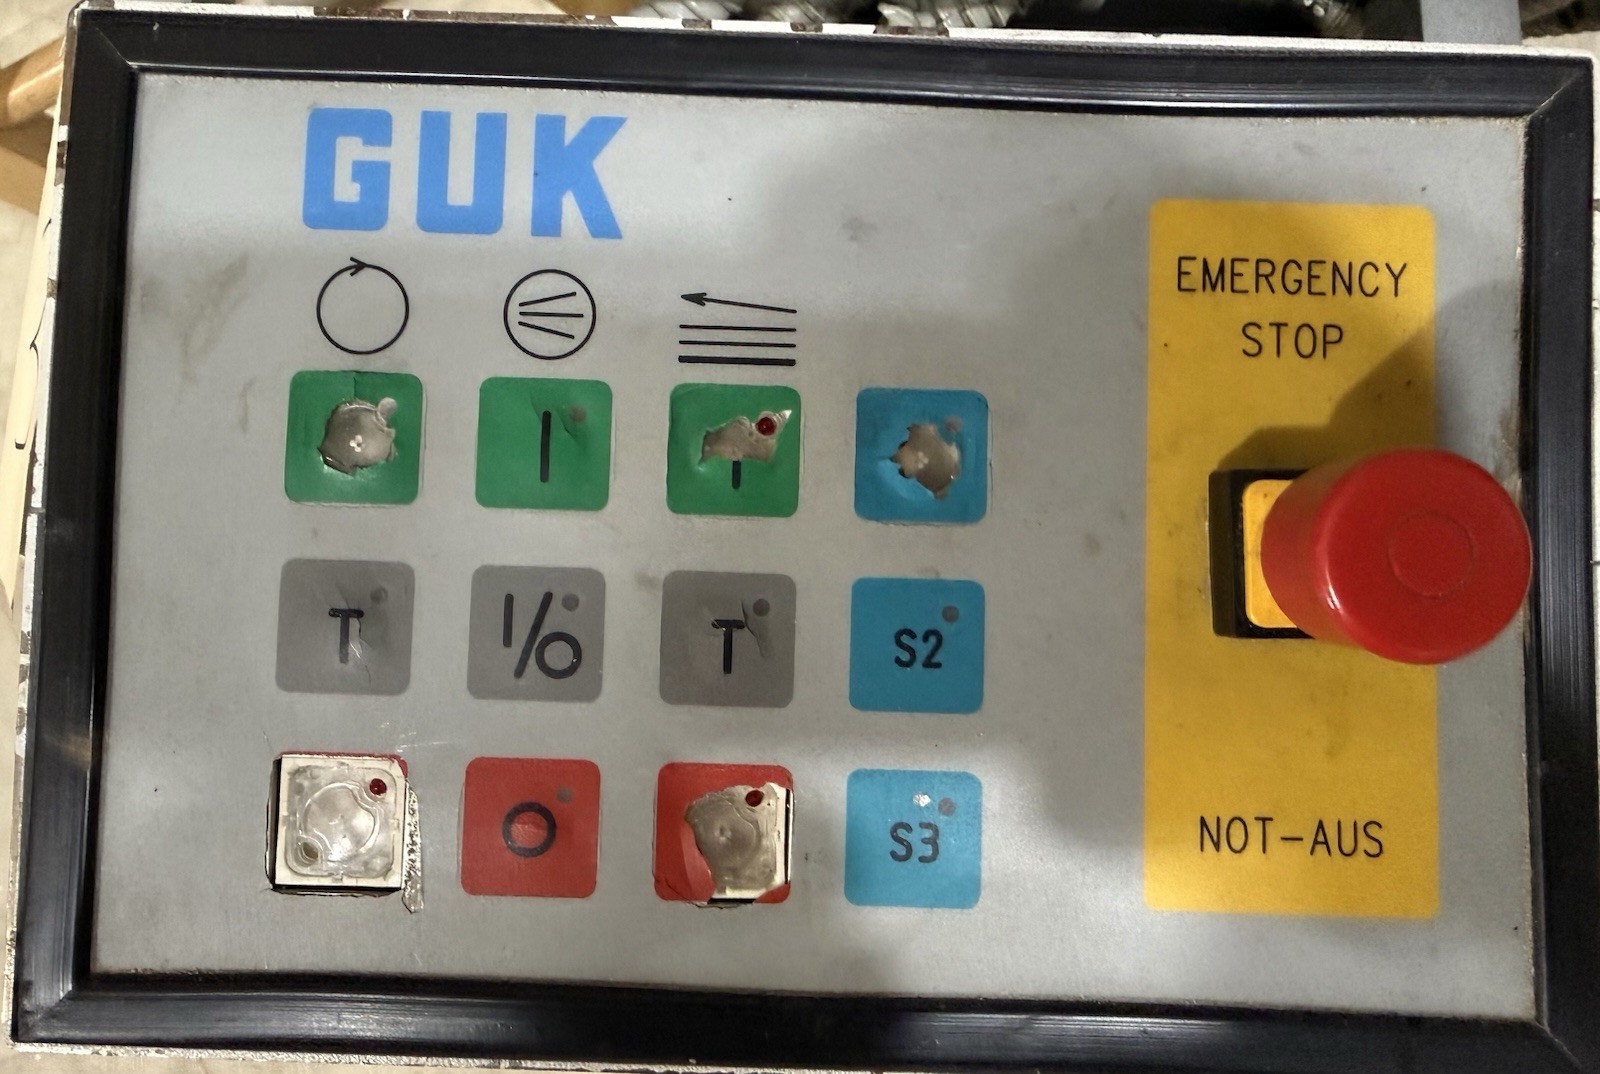 GUK
EMERGENCY
STOP
I
T
I/O
T
S2
O
S3
NOT-AUS